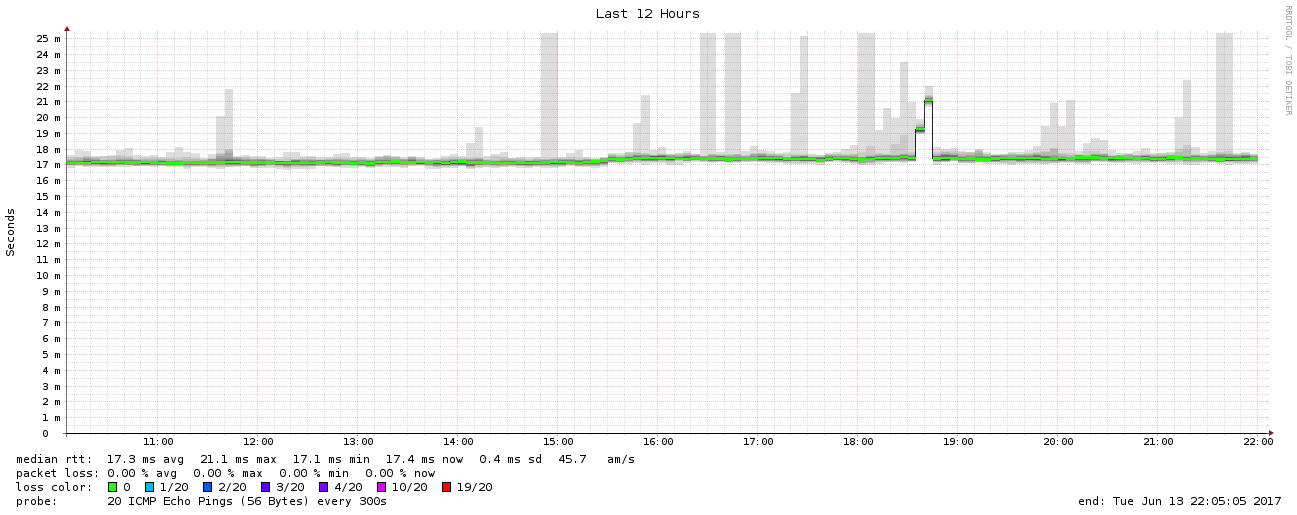 Last 12 Hours
RRDTOOL / TOBI OETIKER
Seconds
25 m
24 m
23 m
22 m
21 m
20 m
19 m
18 m
17 m
16 m
15 m
14 m
13 m
12 m
11 m
10 m
9 m
8 m
7 m
6 m
5 m
4 m
3 m
2 m
1 m
0
11:00 12:00 13:00 14:00 15:00 16:00 17:00 18:00 19:00 20:00 21:00 22:00
median rtt: 17.3 ms avg 21.1 ms max 17.1 ms min 17.4 ms now 0.4 ms sd 45.7 am/s
packet loss: 0.00 % avg 0.00 % max 0.00 % min 0.00 % now
loss color: 0 1/20 2/20 3/20 4/20 10/20 19/20
probe: 20 ICMP Echo Pings (56 Bytes) every 300s end: Tue Jun 13 22:05:05 2017